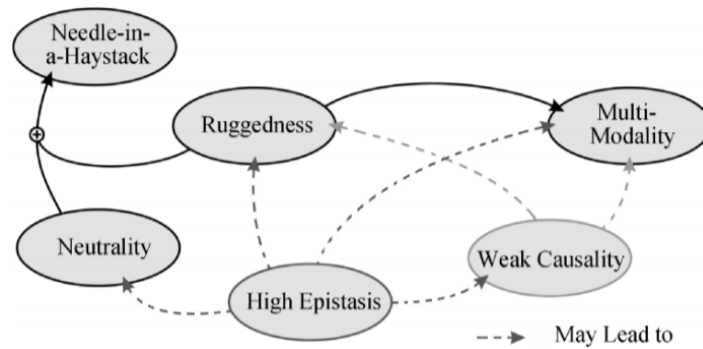 Needle-in-
a-Haystack
Ruggedness
Multi-
Modality
Neutrality
High Epistasis
Weak Causality
May Lead to